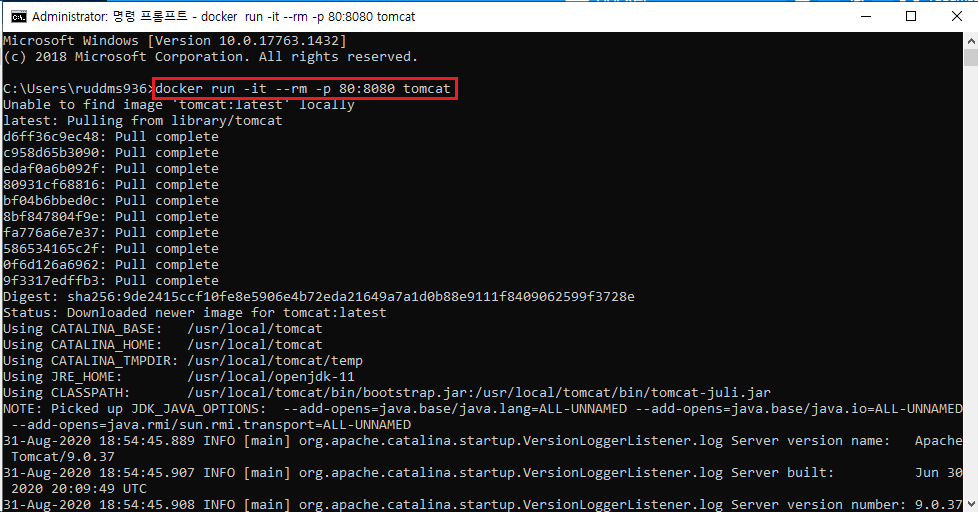 Administrator: 명령 프롬프트 - docker run -it --rm -p 80:8080 tomcat
Microsoft Windows [Version 10.0.17763.1432]
(c) 2018 Microsoft Corporation. All rights reserved.
C:\Users\ruddms936>docker run -it --rm -p 80:8080 tomcat
Unable to find image 'tomcat:latest' locally
latest: Pulling from library/tomcat
d6ff36c9ec48: Pull complete
c958d65b3090: Pull complete
edaf0a6b092f: Pull complete
80931cf68816: Pull complete
bf04b6bbed0c: Pull complete
8bf847804f9e: Pull complete
fa776a6e7e37: Pull complete
586534165c2f: Pull complete
0f6d126a6962: Pull complete
9f3317edffb3: Pull complete
Digest: sha256:9de2415ccf10fe8e5906e4b72eda21649a7a1d0b88e9111f8409062599f3728e
Status: Downloaded newer image for tomcat:latest
Using CATALINA_BASE:   /usr/local/tomcat
Using CATALINA_HOME:   /usr/local/tomcat
Using CATALINA_TMPDIR: /usr/local/tomcat/temp
Using JRE_HOME:        /usr/local/openjdk-11
Using CLASSPATH:       /usr/local/tomcat/bin/bootstrap.jar:/usr/local/tomcat/bin/tomcat-juli.jar
NOTE: Picked up JDK_JAVA_OPTIONS:  --add-opens=java.base/java.lang=ALL-UNNAMED --add-opens=java.base/java.io=ALL-UNNAMED
--add-opens=java.rmi/sun.rmi.transport=ALL-UNNAMED
31-Aug-2020 18:54:45.889 INFO [main] org.apache.catalina.startup.VersionLoggerListener.log Server version name:   Apache
Tomcat/9.0.37
31-Aug-2020 18:54:45.907 INFO [main] org.apache.catalina.startup.VersionLoggerListener.log Server built:          Jun 30
2020 20:09:49 UTC
31-Aug-2020 18:54:45.908 INFO [main] org.apache.catalina.startup.VersionLoggerListener.log Server version number: 9.0.37